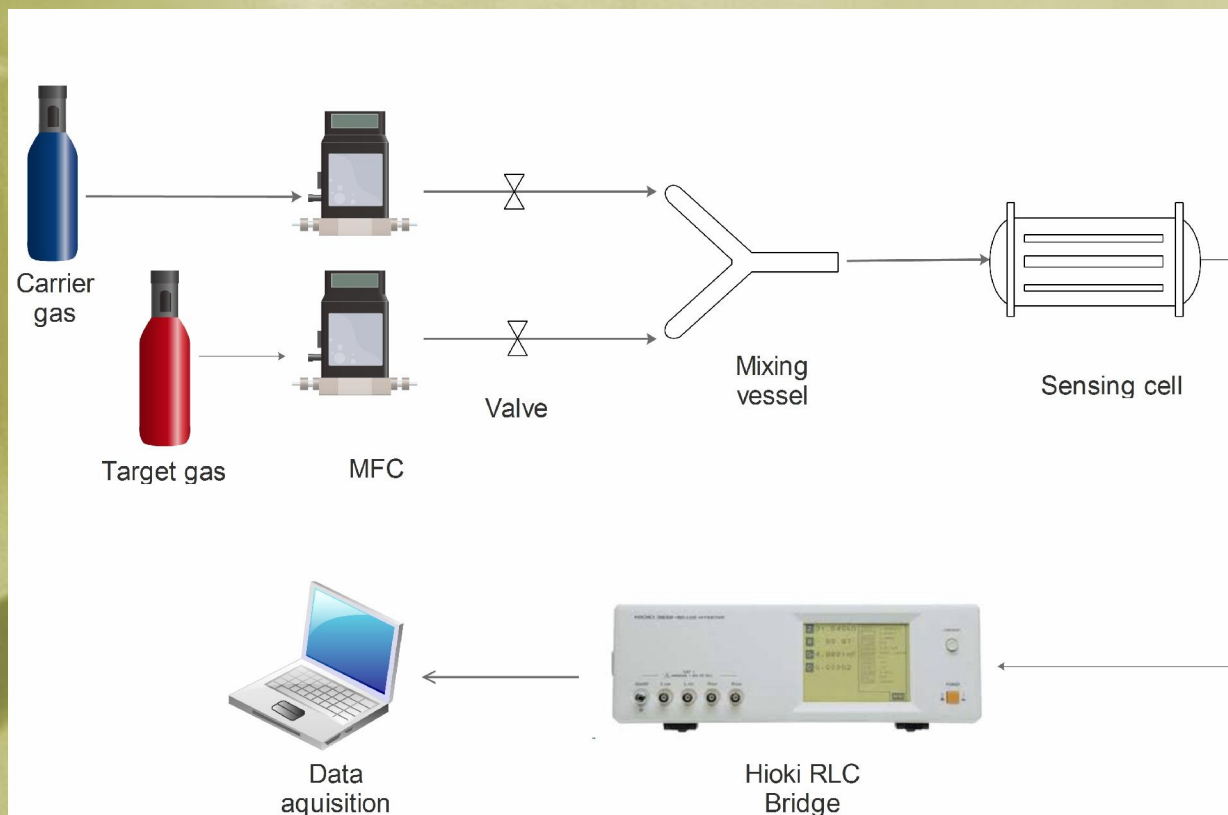 Carrier
gas
Target gas
MFC
Valve
Mixing
vessel
Sensing cell
Data
aquisition
Hioki RLC
Bridge